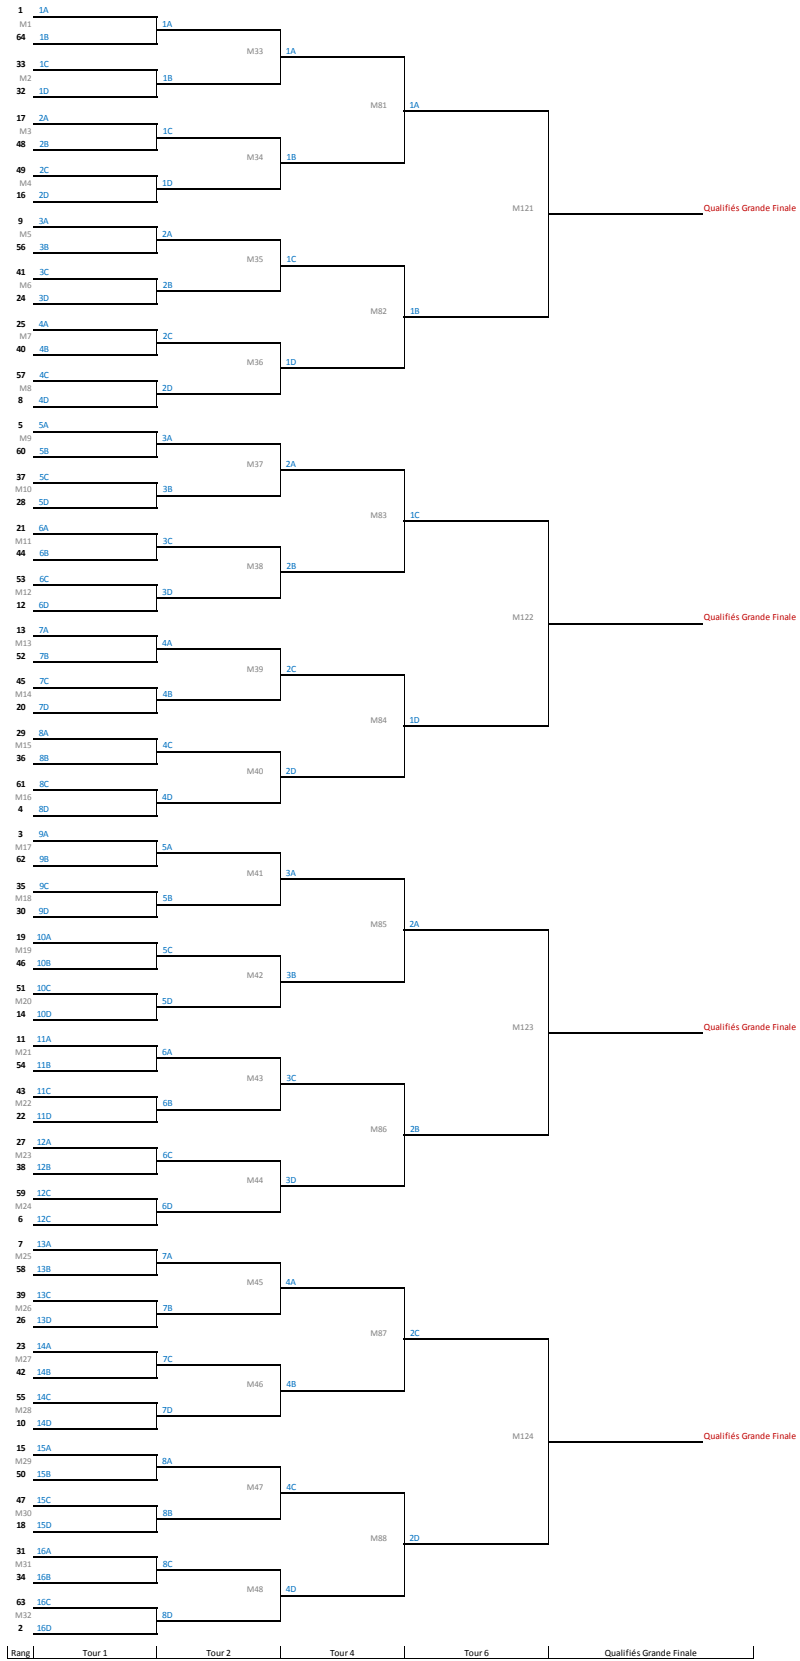 1 1A
M1 1A
64 1B
M33 1A
33 1C
M2 1B
32 1D
M81 1A
17 2A
M3 1C
48 2B
M34 1B
49 2C
M4 1D
16 2D
M121 Qualifiés Grande Finale
9 3A
M5 2A
56 3B
M35 1C
41 3C
M6 2B
24 3D
M82 1B
25 4A
M7 2C
40 4B
M36 1D
57 4C
M8 2D
8 4D
5 5A
M9 3A
60 5B
M37 2A
37 5C
M10 3B
28 5D
M83 1C
21 6A
M11 3C
44 6B
M38 2B
53 6C
M12 3D
12 6D
M122 Qualifiés Grande Finale
13 7A
M13 4A
52 7B
M39 2C
45 7C
M14 4B
20 7D
M84 1D
29 8A
M15 4C
36 8B
M40 2D
61 8C
M16 4D
4 8D
3 9A
M17 5A
62 9B
M41 3A
35 9C
M18 5B
30 9D
M85 2A
19 10A
M19 5C
46 10B
M42 3B
51 10C
M20 5D
14 10D
M123 Qualifiés Grande Finale
11 11A
M21 6A
54 11B
M43 3C
43 11C
M22 6B
22 11D
M86 2B
27 12A
M23 6C
38 12B
M44 3D
59 12C
M24 6D
6 12C
7 13A
M25 7A
58 13B
M45 4A
39 13C
M26 7B
26 13D
M87 2C
23 14A
M27 7C
42 14B
M46 4B
55 14C
M28 7D
10 14D
M124 Qualifiés Grande Finale
15 15A
M29 8A
50 15B
M47 4C
47 15C
M30 8B
18 15D
M88 2D
31 16A
M31 8C
34 16B
M48 4D
63 16C
M32 8D
2 16D
Rang Tour 1 Tour 2 Tour 4 Tour 6 Qualifiés Grande Finale